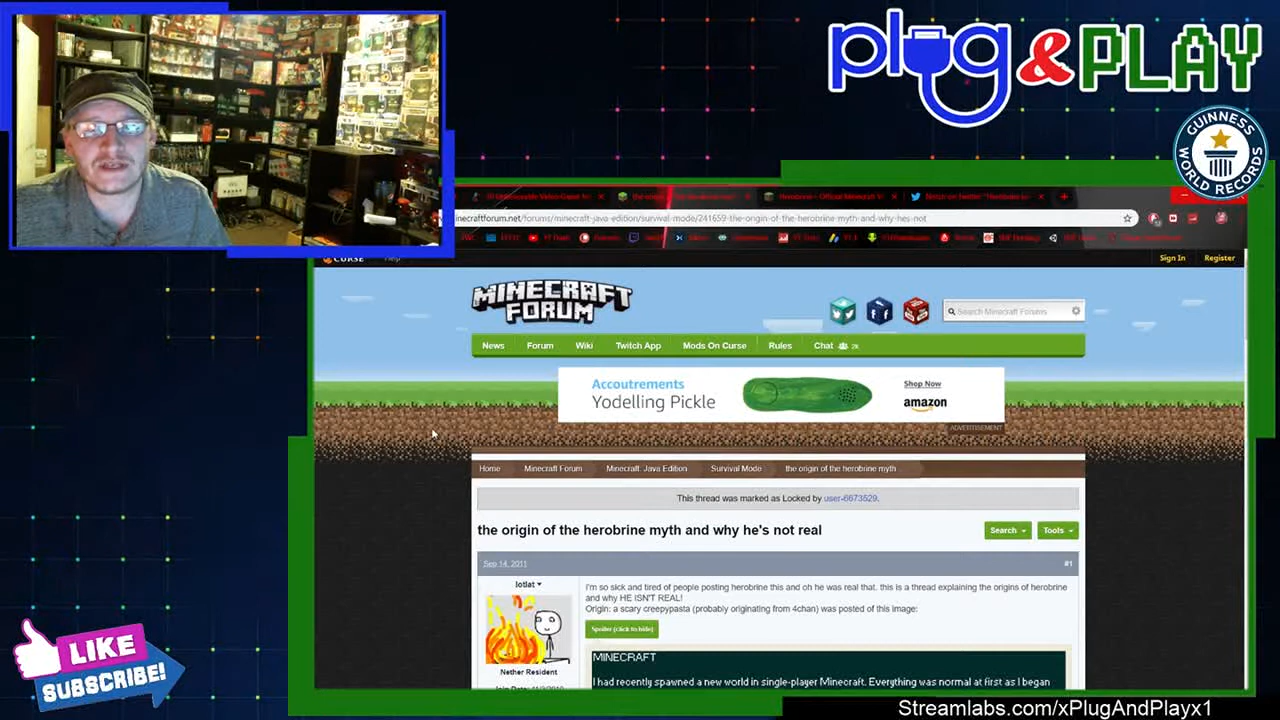 plug&PLAY
GUINNESS
WORLD RECORDS
inecraftforum.net/forums/minecraft-java-edition/survival-mode/241659-the-origin-of-the-herobrine-myth-and-why-hes-not
CURSE Help
Sign In Register
MINECRAFT
FORUM
Search Minecraft Forums
News Forum Wiki Twitch App Mods On Curse Rules Chat 2k
Accoutrements
Yodelling Pickle
Shop Now
amazon
ADVERTISEMENT
Home Minecraft Forum Minecraft: Java Edition Survival Mode the origin of the herobrine myth
This thread was marked as Locked by user-6673529.
the origin of the herobrine myth and why he's not real
Search Tools
Sep 14, 2011 #1
lotlat
I'm so sick and tired of people posting herobrine this and oh he was real that. this is a thread explaining the origins of herobrine
and why HE ISN'T REAL!
Origin: a scary creepypasta (probably originating from 4chan) was posted of this image:
Spoiler (click to hide)
Nether Resident
MINECRAFT
I had recently spawned a new world in single-player Minecraft. Everything was normal at first as I began
LIKE
SUBSCRIBE!
Streamlabs.com/xPlugAndPlayx1